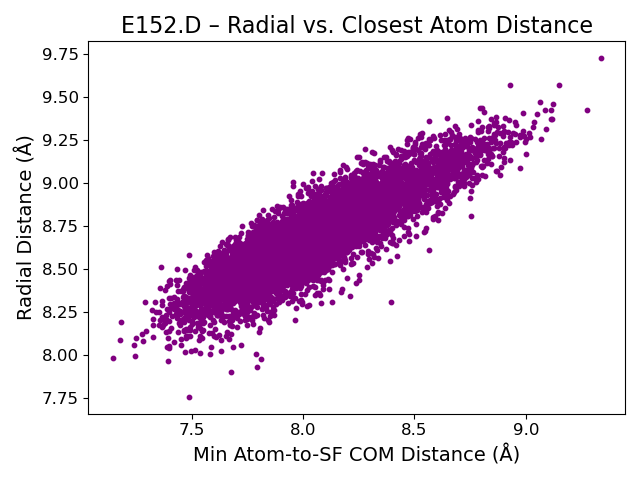 E152.D – Radial vs. Closest Atom Distance
9.75
9.50
9.25
9.00
8.75
8.50
8.25
8.00
7.75
Radial Distance (Å)
7.5 8.0 8.5 9.0
Min Atom-to-SF COM Distance (Å)